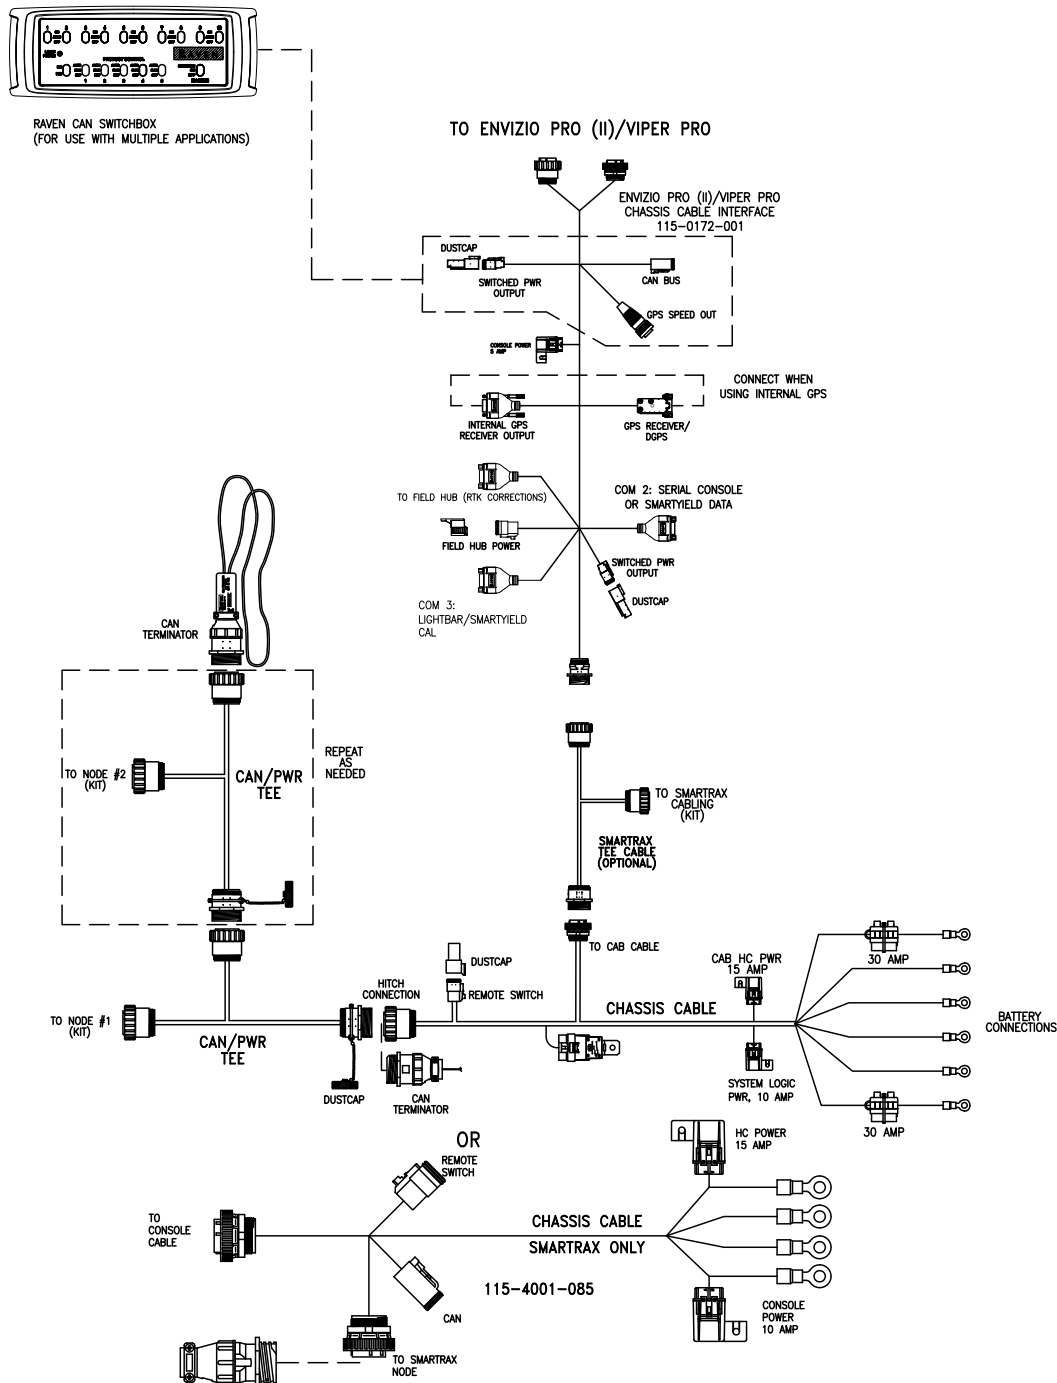 RAVEN
RAVEN CAN SWITCHBOX
(FOR USE WITH MULTIPLE APPLICATIONS)
TO ENVIZIO PRO (II)/VIPER PRO
ENVIZIO PRO (II)/VIPER PRO
CHASSIS CABLE INTERFACE
115-0172-001
DUSTCAP
SWITCHED PWR
OUTPUT
CAN BUS
GPS SPEED OUT
CONSOLE POWER
5 AMP
CONNECT WHEN
USING INTERNAL GPS
INTERNAL GPS
RECEIVER OUTPUT
GPS RECEIVER/
DGPS
TO FIELD HUB (RTK CORRECTIONS)
COM 2: SERIAL CONSOLE
OR SMARTYIELD DATA
FIELD HUB POWER
SWITCHED PWR
OUTPUT
DUSTCAP
COM 3:
LIGHTBAR/SMARTYIELD
CAL
CAN
TERMINATOR
REPEAT
AS
NEEDED
TO NODE #2
(KIT)
CAN/PWR
TEE
TO SMARTRAX
CABLING
(KIT)
SMARTRAX
TEE CABLE
(OPTIONAL)
TO CAB CABLE
DUSTCAP
REMOTE SWITCH
HITCH
CONNECTION
CAB HC PWR
15 AMP
30 AMP
CHASSIS CABLE
BATTERY
CONNECTIONS
TO NODE #1
(KIT)
CAN/PWR
TEE
DUSTCAP
CAN
TERMINATOR
SYSTEM LOGIC
PWR, 10 AMP
30 AMP
OR
REMOTE
SWITCH
HC POWER
15 AMP
TO
CONSOLE
CABLE
CHASSIS CABLE
SMARTRAX ONLY
115-4001-085
CAN
CONSOLE
POWER
10 AMP
TO SMARTRAX
NODE